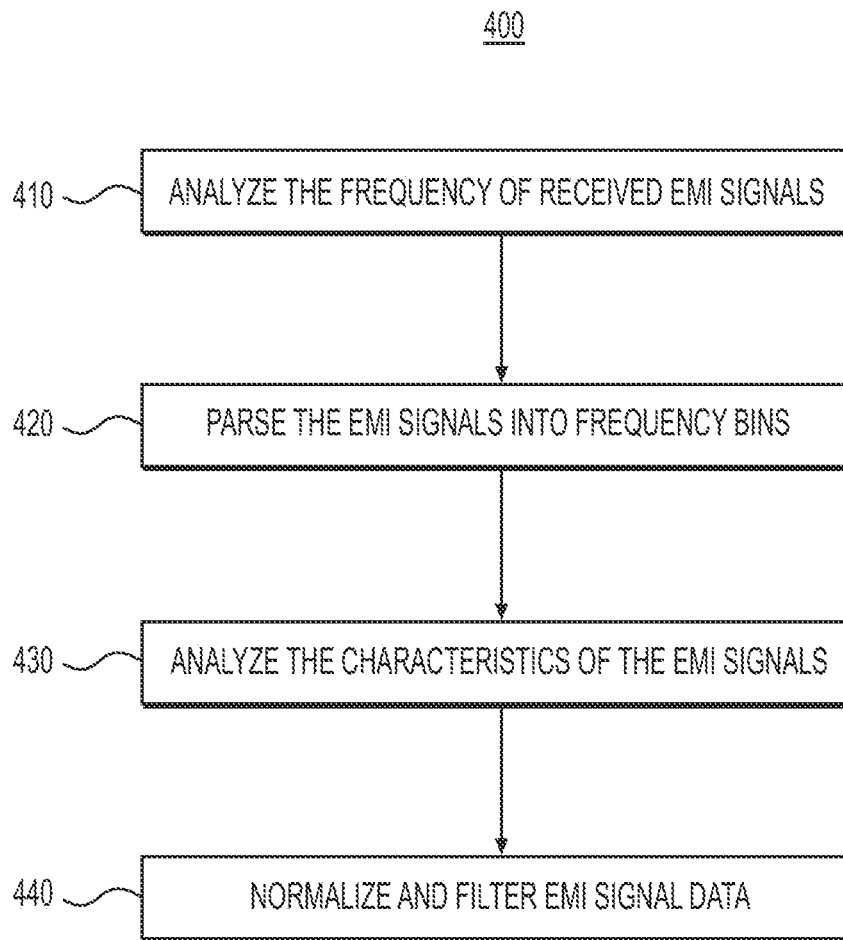 400
410 ANALYZE THE FREQUENCY OF RECEIVED EMI SIGNALS
420 PARSE THE EMI SIGNALS INTO FREQUENCY BINS
430 ANALYZE THE CHARACTERISTICS OF THE EMI SIGNALS
440 NORMALIZE AND FILTER EMI SIGNAL DATA